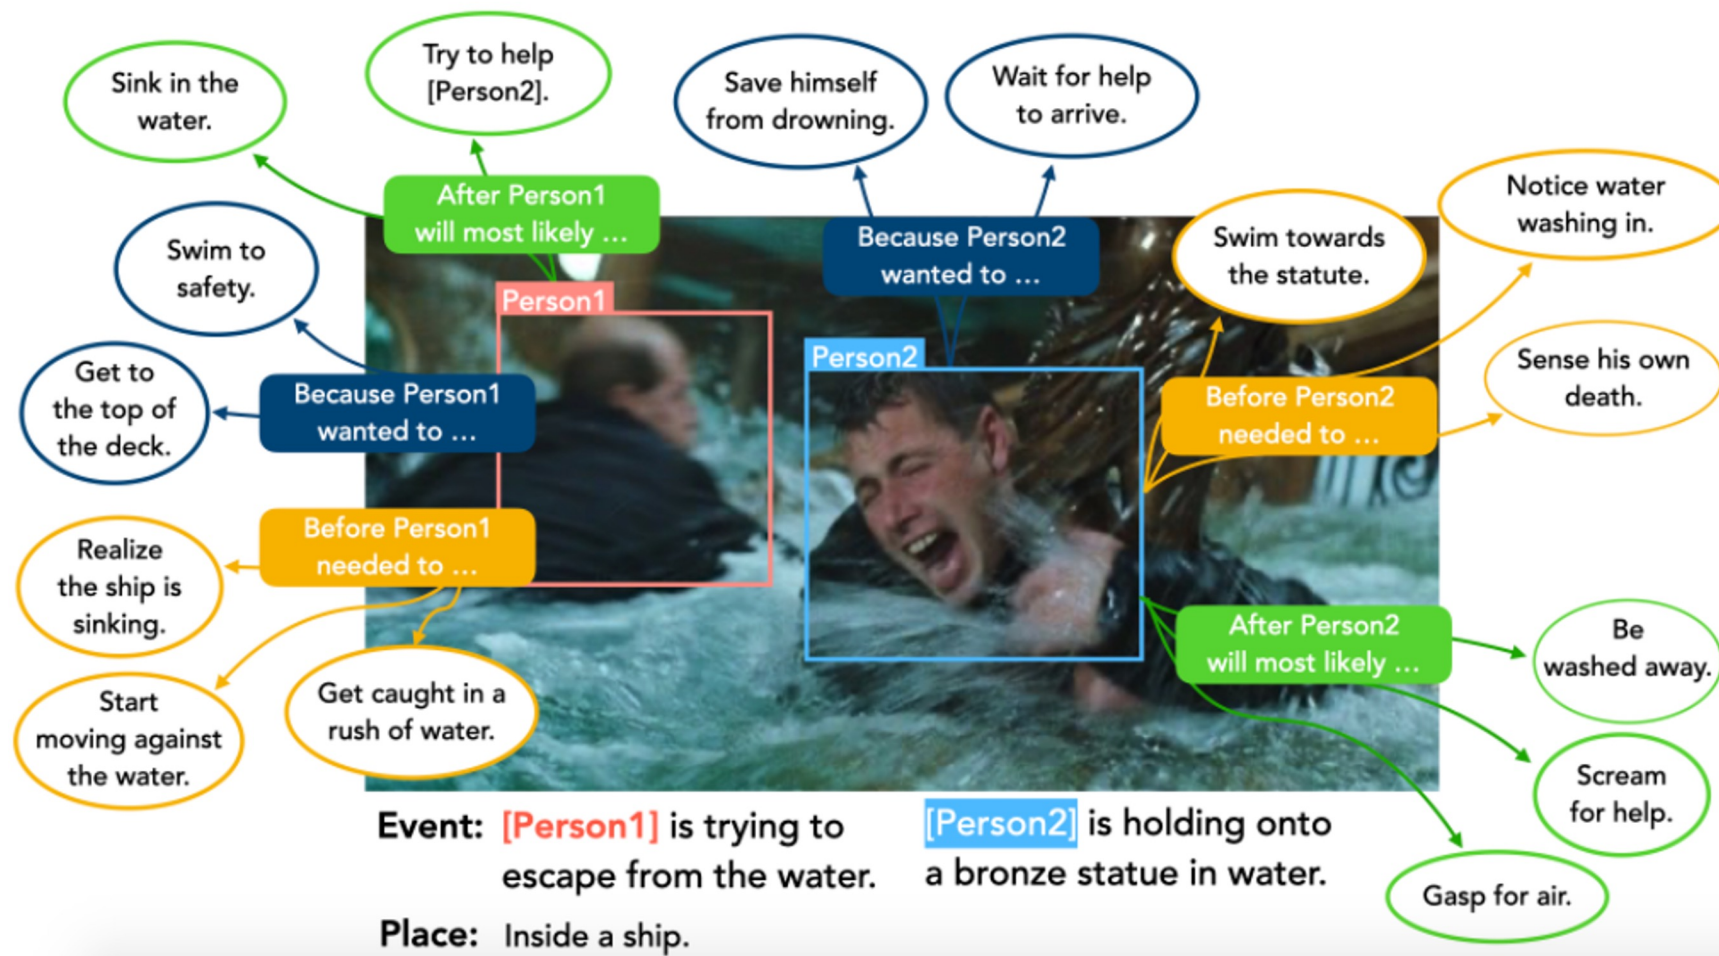 Sink in the
water.
Try to help
[Person2].
Save himself
from drowning.
Wait for help
to arrive.
Notice water
washing in.
After Person1
will most likely ...
Because Person2
wanted to ...
Swim towards
the statute.
Swim to
safety.
Person1
Person2
Sense his own
death.
Get to
the top of
the deck.
Because Person1
wanted to ...
Before Person2
needed to ...
Before Person1
needed to ...
Realize
the ship is
sinking.
After Person2
will most likely ...
Be
washed away.
Start
moving against
the water.
Get caught in a
rush of water.
Scream
for help.
Gasp for air.
Event: [Person1] is trying to
escape from the water.
[Person2] is holding onto
a bronze statue in water.
Place: Inside a ship.